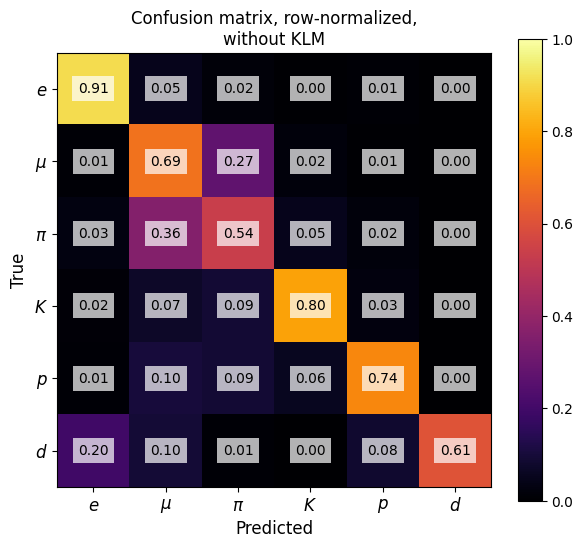 Confusion matrix, row-normalized,
without KLM
True
e 0.91 0.05 0.02 0.00 0.01 0.00
μ 0.01 0.69 0.27 0.02 0.01 0.00
π 0.03 0.36 0.54 0.05 0.02 0.00
K 0.02 0.07 0.09 0.80 0.03 0.00
p 0.01 0.10 0.09 0.06 0.74 0.00
d 0.20 0.10 0.01 0.00 0.08 0.61
e μ π K p d
Predicted
1.0
0.8
0.6
0.4
0.2
0.0